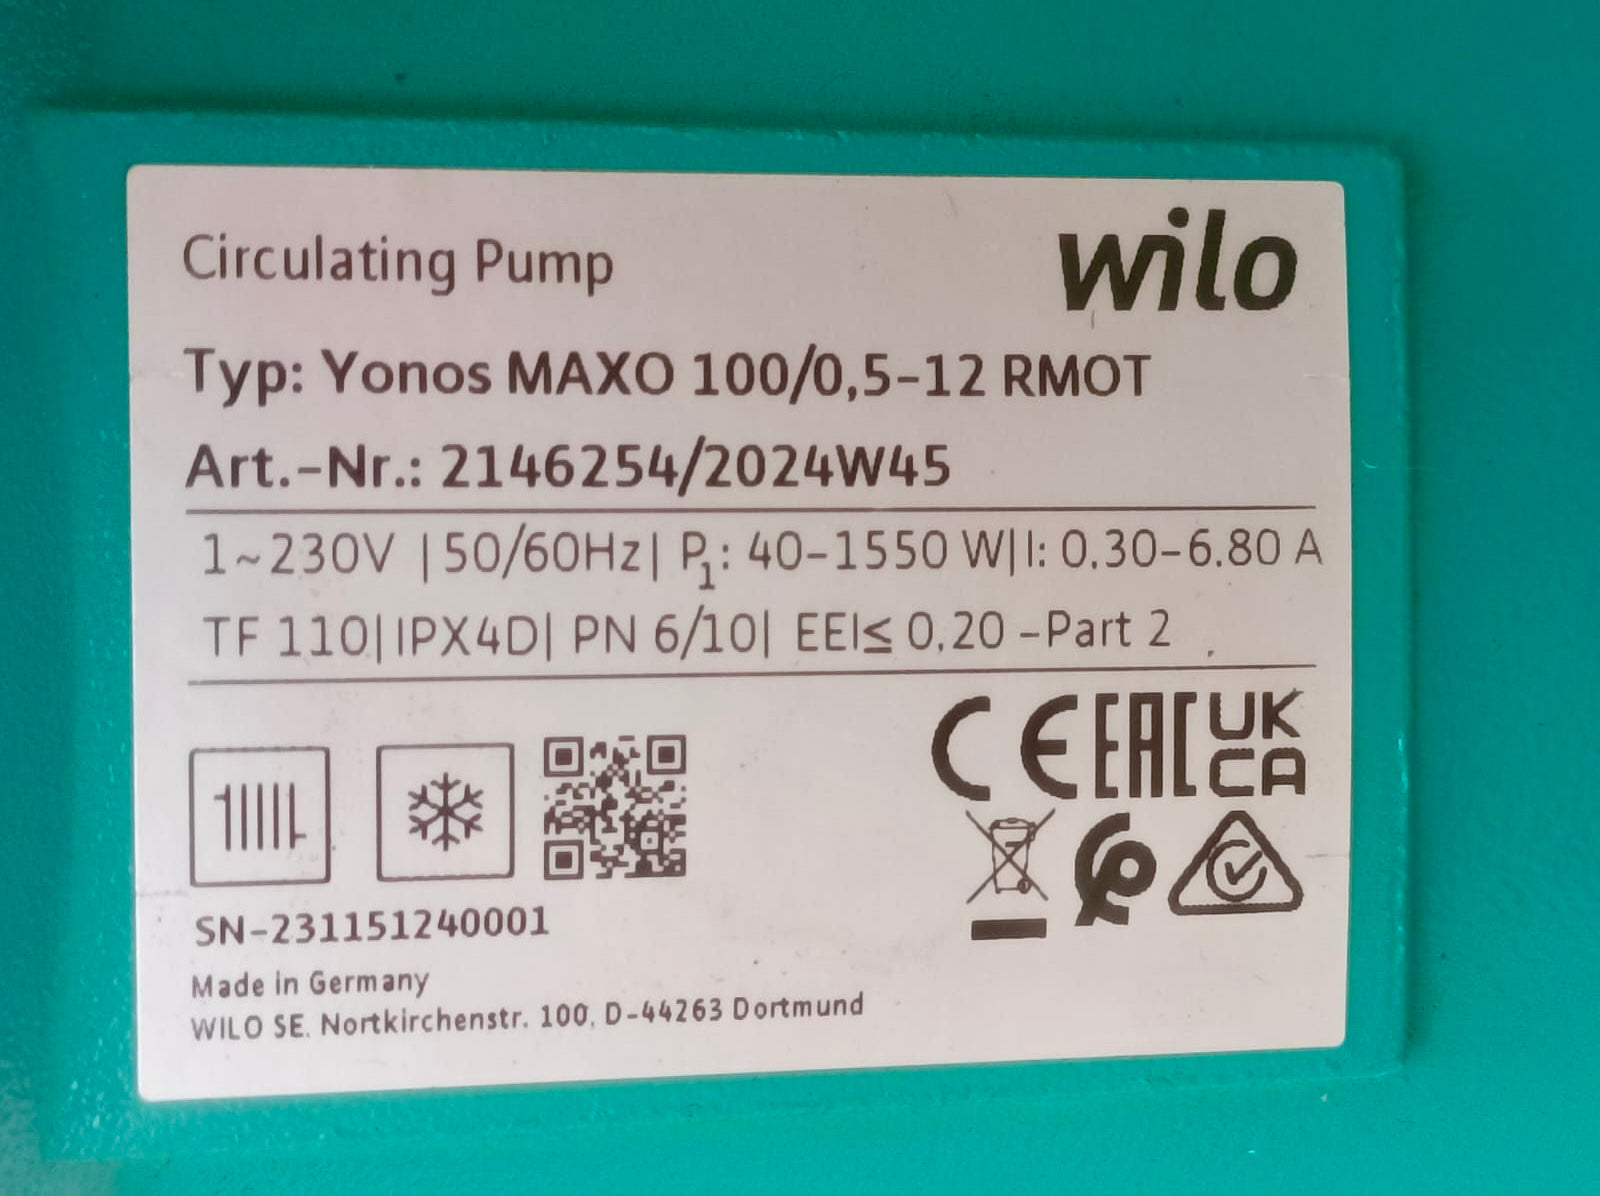 Circulating Pump
wilo
Typ: Yonos MAXO 100/0,5-12 RMOT
Art.-Nr.: 2146254/2024W45
1~230V |50/60Hz| P₁: 40-1550 W|I: 0.30-6.80 A
TF 110| IPX4D| PN 6/10| EEI≤ 0,20 -Part 2
CE EAC UK
CA
SN-231151240001
Made in Germany
WILO SE. Nortkirchenstr. 100, D-44263 Dortmund